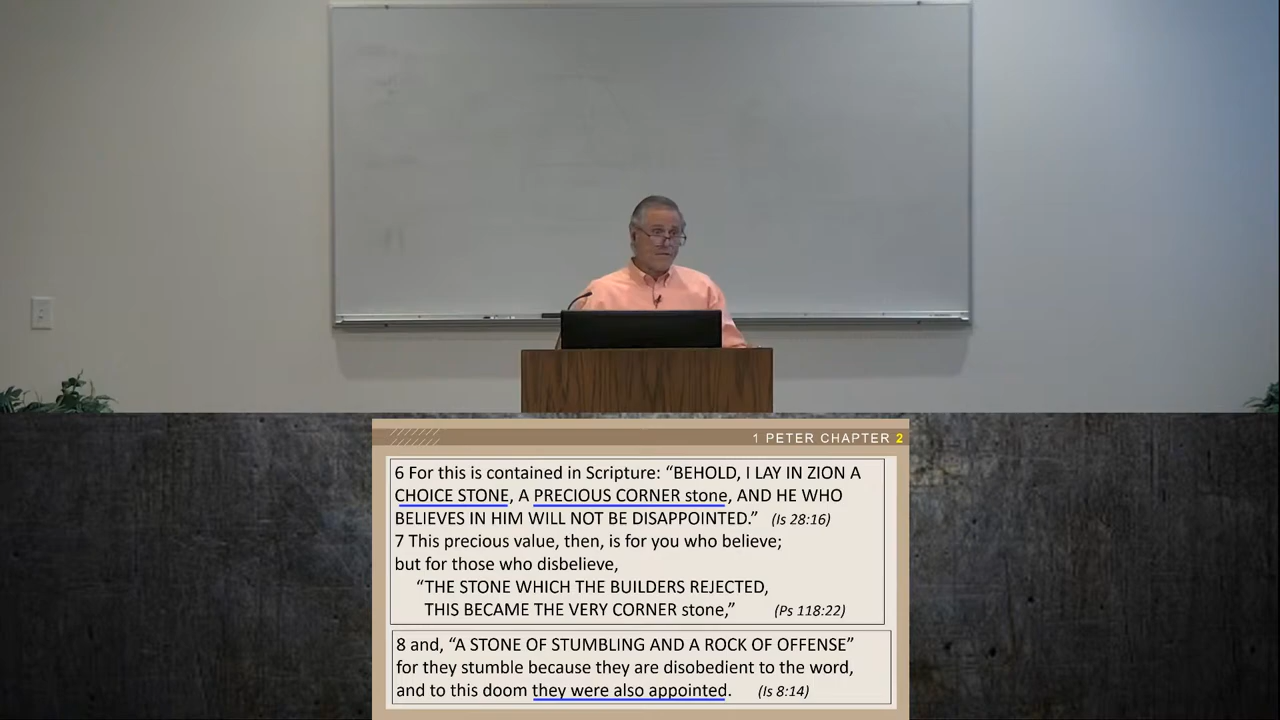 1 PETER CHAPTER 2
6 For this is contained in Scripture: “BEHOLD, I LAY IN ZION A
CHOICE STONE, A PRECIOUS CORNER stone, AND HE WHO
BELIEVES IN HIM WILL NOT BE DISAPPOINTED.” (Is 28:16)
7 This precious value, then, is for you who believe;
but for those who disbelieve,
“THE STONE WHICH THE BUILDERS REJECTED,
THIS BECAME THE VERY CORNER stone,” (Ps 118:22)
8 and, “A STONE OF STUMBLING AND A ROCK OF OFFENSE”
for they stumble because they are disobedient to the word,
and to this doom they were also appointed. (Is 8:14)